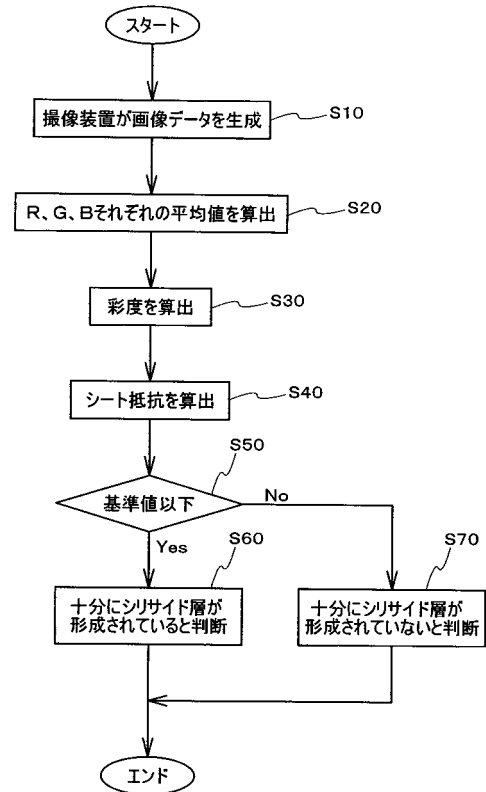 スタート
撮像装置が画像データを生成
S10
R、G、Bそれぞれの平均値を算出
S20
彩度を算出
S30
シート抵抗を算出
S40
基準値以下
S50
No
Yes
S60
十分にシリサイド層が
形成されていると判断
S70
十分にシリサイド層が
形成されていないと判断
エンド